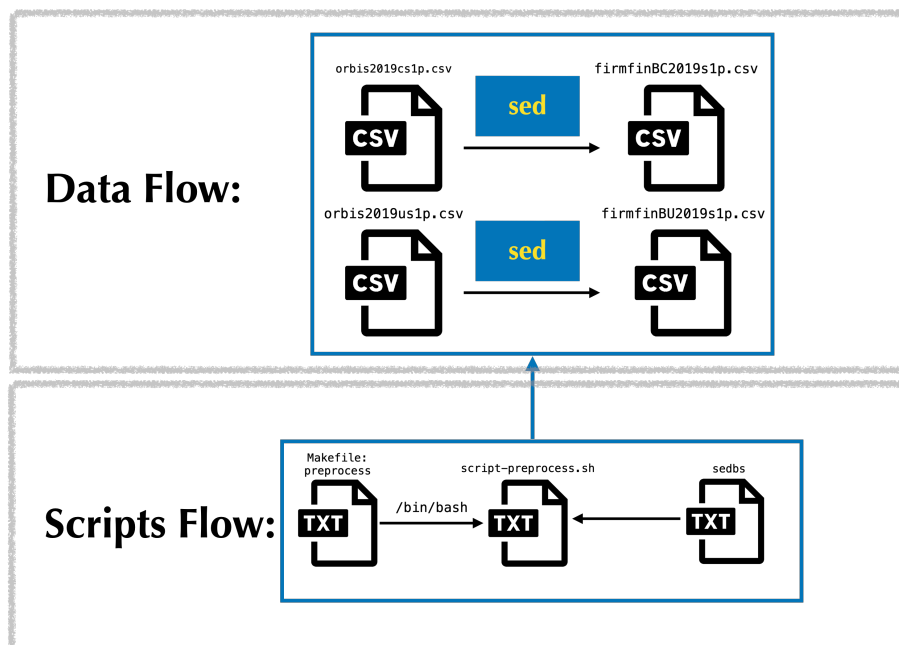 orbis2019cs1p.csv
firmfinBC2019s1p.csv
sed
CSV
CSV
Data Flow:
orbis2019us1p.csv
firmfinBU2019s1p.csv
sed
CSV
CSV
Makefile:
preprocess
script-preprocess.sh
sedbs
Scripts Flow:
TXT
/bin/bash
TXT
TXT